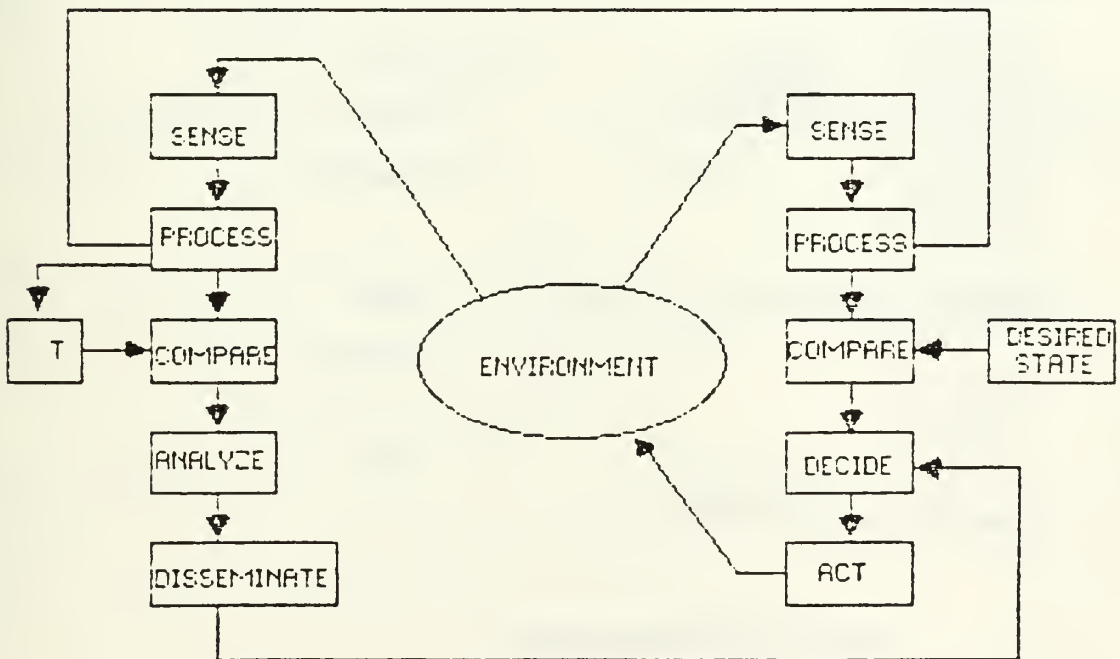 SENSE
PROCESS
T
COMPARE
ANALYZE
DISSEMINATE
ENVIRONMENT
SENSE
PROCESS
COMPARE
DESIRED
STATE
DECIDE
ACT